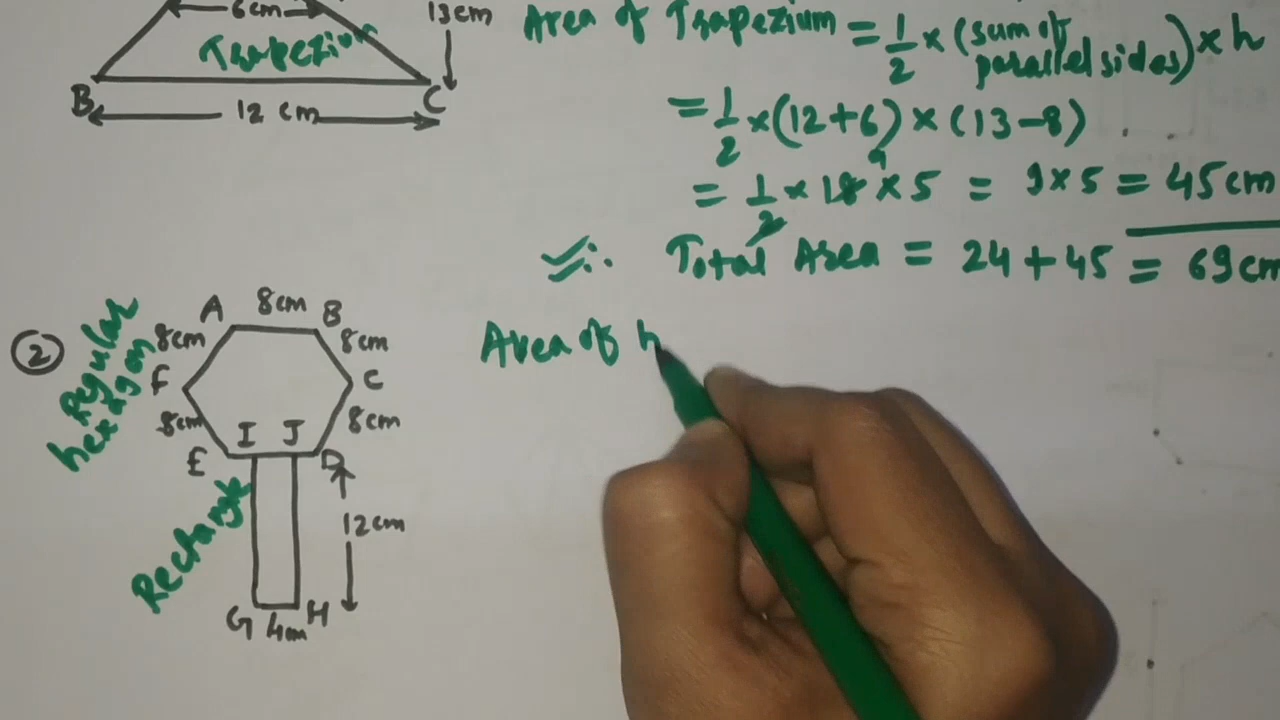 6cm
13cm
Trapezium
B
C
12 cm
Area of Trapezium = 1/2 × (sum of parallel sides) × h
= 1/2 × (12+6) × (13-8)
= 1/2 × 18 × 5 = 9×5 = 45cm
9
∴ Total Area = 24 + 45 = 69cm
2
Regular hexagon
A
8cm
B
8cm
8cm
F
C
8cm
8cm
I
J
E
D
Rectangle
12cm
G
H
4cm
Area of h